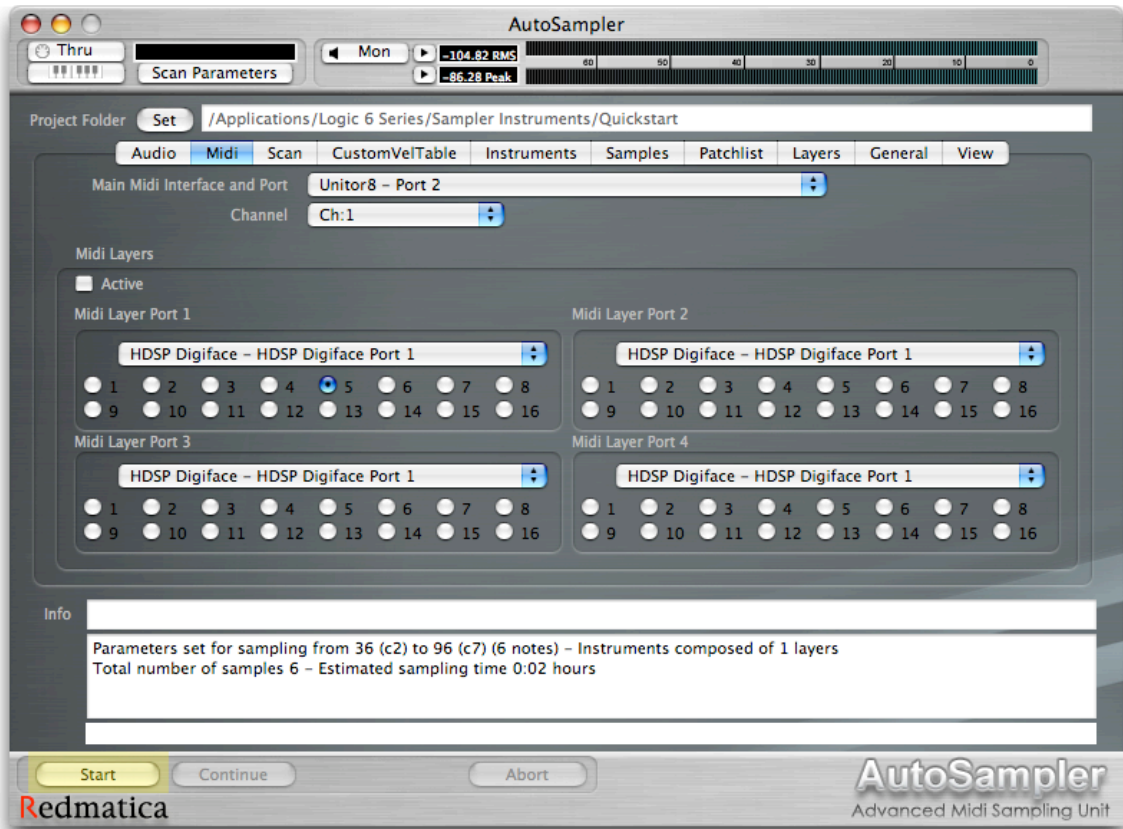 AutoSampler
Thru
Scan Parameters
Mon
-104.82 RMS
-86.28 Peak
60 50 40 30 20 10 0
Project Folder Set /Applications/Logic 6 Series/Sampler Instruments/Quickstart
Audio Midi Scan CustomVelTable Instruments Samples Patchlist Layers General View
Main Midi Interface and Port Unitor8 – Port 2
Channel Ch:1
Midi Layers
Active
Midi Layer Port 1
HDSP Digiface – HDSP Digiface Port 1
1 2 3 4 5 6 7 8
9 10 11 12 13 14 15 16
Midi Layer Port 2
HDSP Digiface – HDSP Digiface Port 1
1 2 3 4 5 6 7 8
9 10 11 12 13 14 15 16
Midi Layer Port 3
HDSP Digiface – HDSP Digiface Port 1
1 2 3 4 5 6 7 8
9 10 11 12 13 14 15 16
Midi Layer Port 4
HDSP Digiface – HDSP Digiface Port 1
1 2 3 4 5 6 7 8
9 10 11 12 13 14 15 16
Info
Parameters set for sampling from 36 (c2) to 96 (c7) (6 notes) – Instruments composed of 1 layers
Total number of samples 6 – Estimated sampling time 0:02 hours
Start Continue Abort
Redmatica
AutoSampler
Advanced Midi Sampling Unit